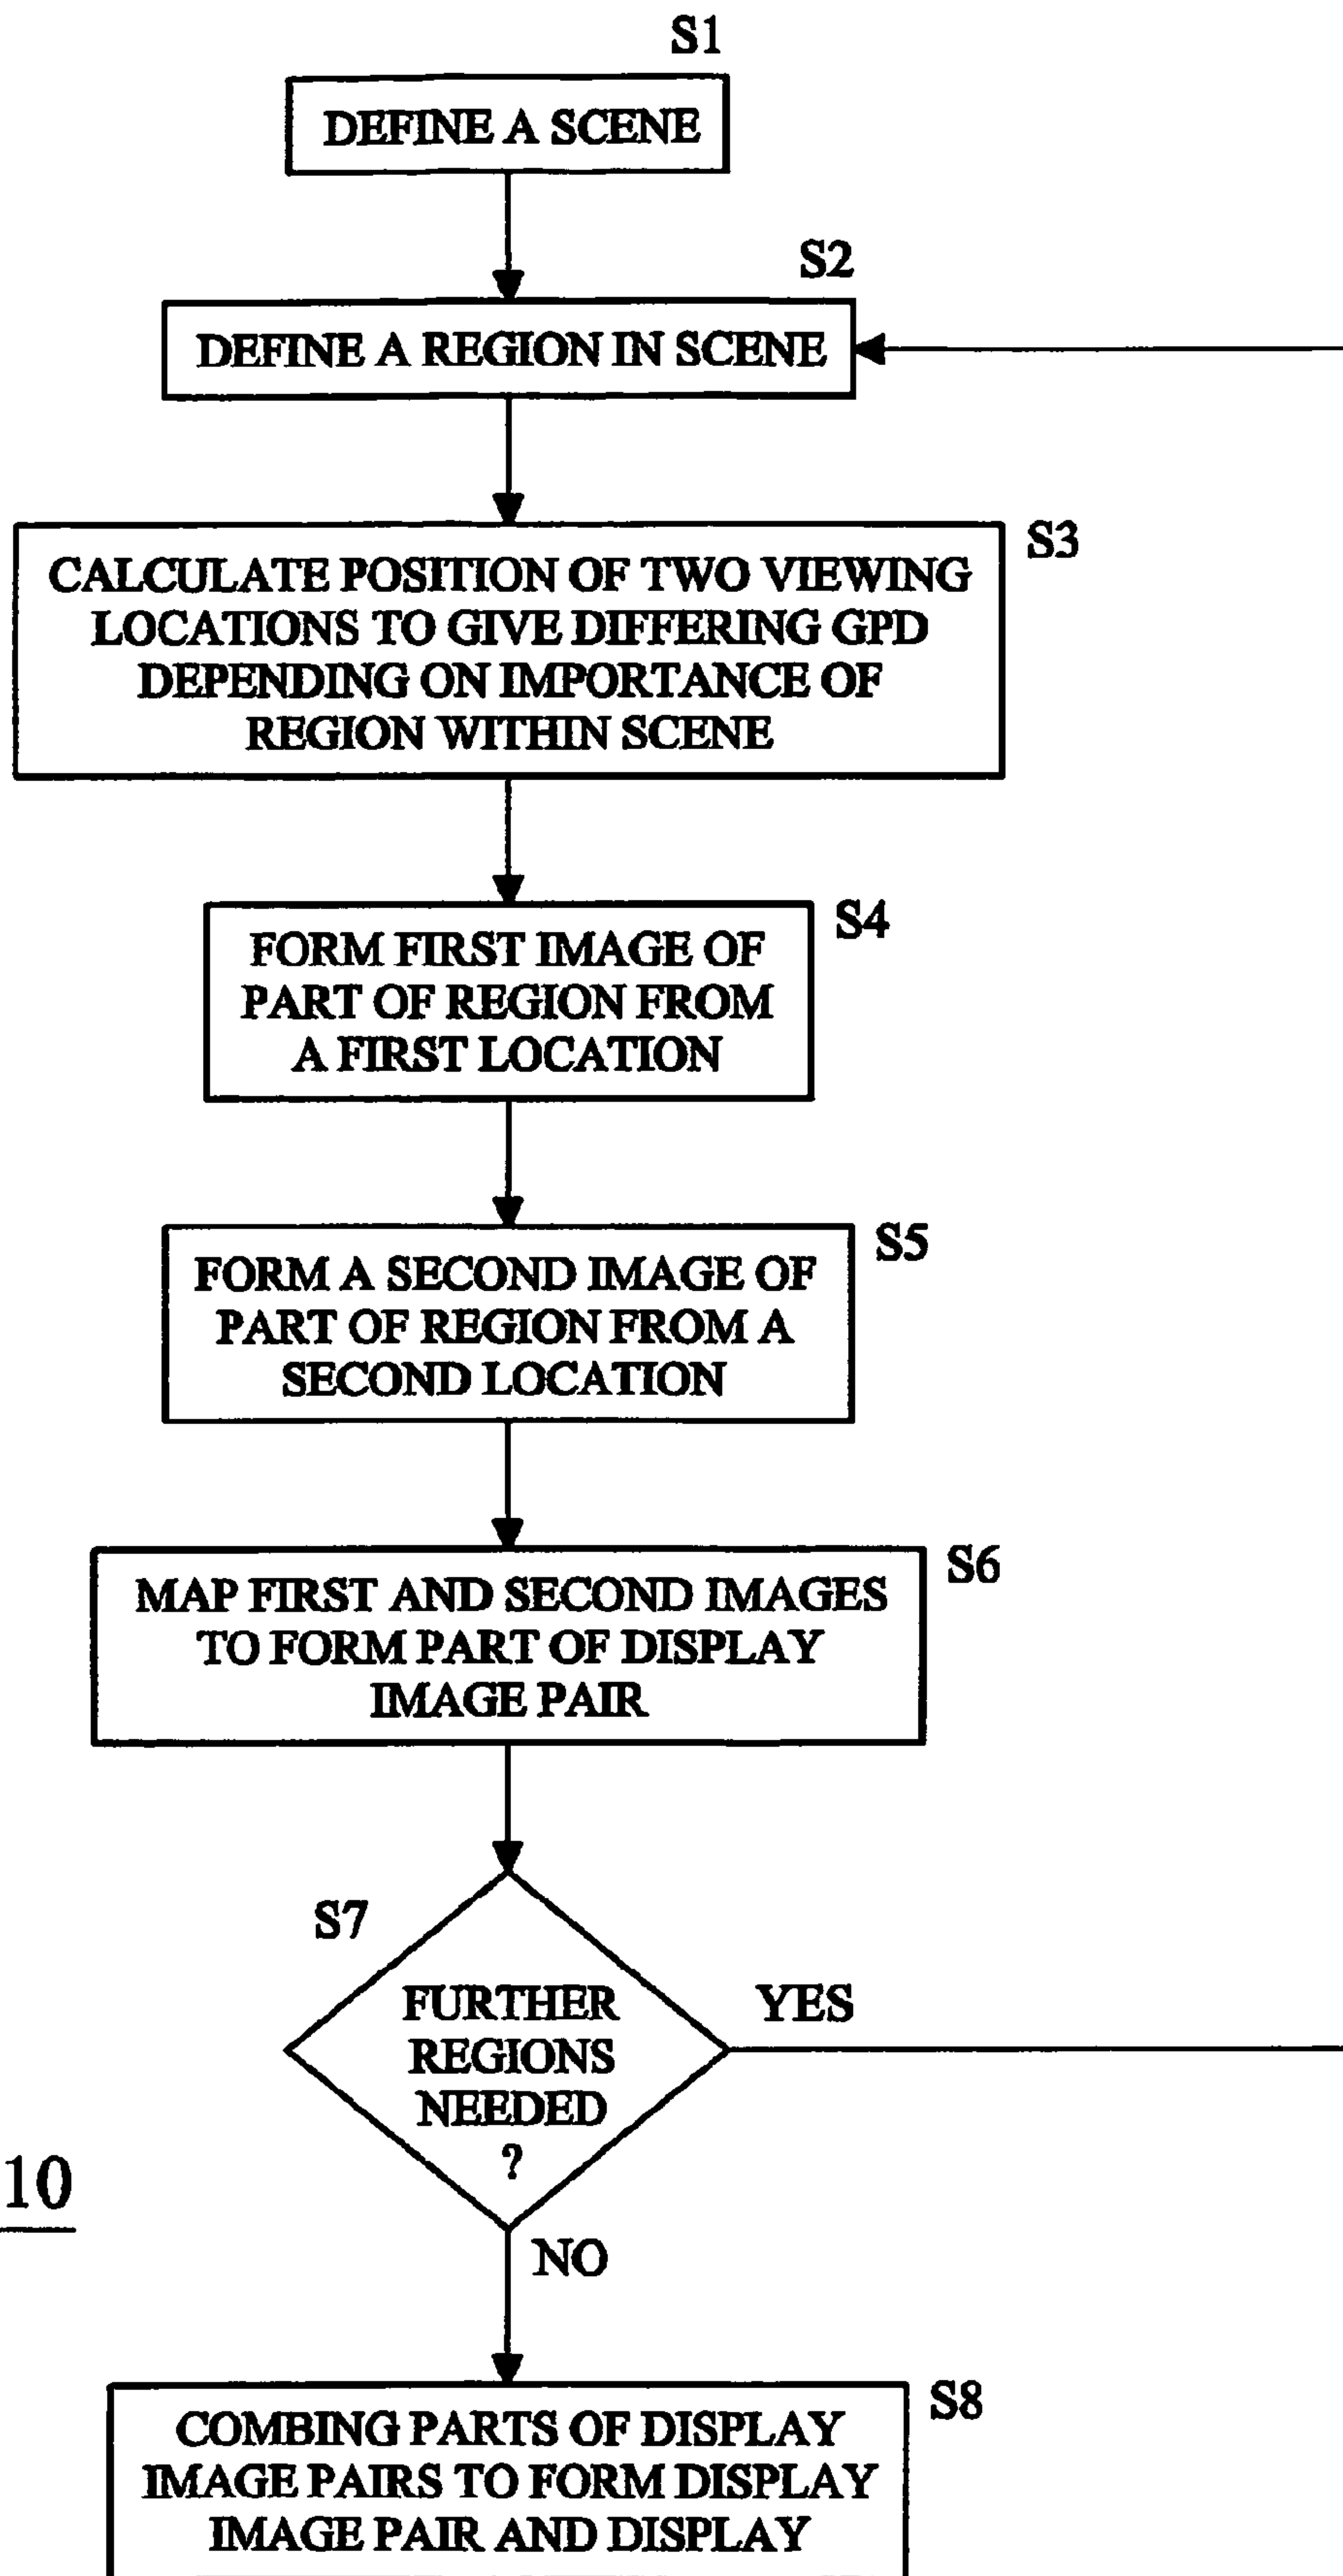 S1
DEFINE A SCENE
S2
DEFINE A REGION IN SCENE
S3
CALCULATE POSITION OF TWO VIEWING
LOCATIONS TO GIVE DIFFERING GPD
DEPENDING ON IMPORTANCE OF
REGION WITHIN SCENE
S4
FORM FIRST IMAGE OF
PART OF REGION FROM
A FIRST LOCATION
S5
FORM A SECOND IMAGE OF
PART OF REGION FROM A
SECOND LOCATION
S6
MAP FIRST AND SECOND IMAGES
TO FORM PART OF DISPLAY
IMAGE PAIR
S7
FURTHER
REGIONS
NEEDED
?
YES
10
NO
S8
COMBING PARTS OF DISPLAY
IMAGE PAIRS TO FORM DISPLAY
IMAGE PAIR AND DISPLAY